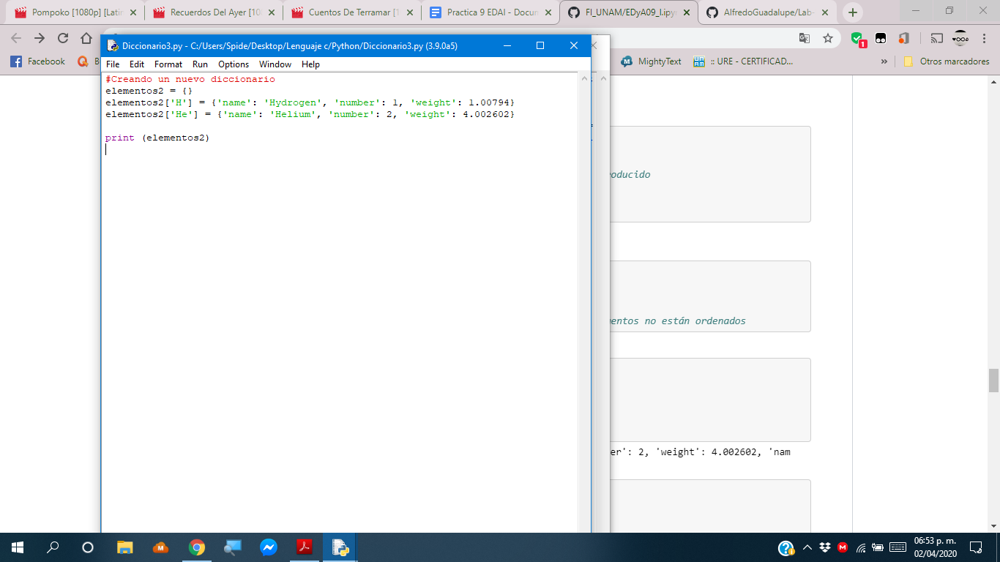 Pompoko [1080p] [Latin
Recuerdos Del Ayer [10
Cuentos De Terramar [1
Practica 9 EDAI - Docum
FI_UNAM/EDyA09_I.ipy
AlfredoGuadalupe/Lab-
Facebook
B
MightyText
:: URE - CERTIFICAD...
»
Otros marcadores
1
Diccionario3.py - C:/Users/Spide/Desktop/Lenguaje c/Python/Diccionario3.py (3.9.0a5)
File Edit Format Run Options Window Help
#Creando un nuevo diccionario
elementos2 = {}
elementos2['H'] = {'name': 'Hydrogen', 'number': 1, 'weight': 1.00794}
elementos2['He'] = {'name': 'Helium', 'number': 2, 'weight': 4.002602}
print (elementos2)
oducido
entos no están ordenados
er': 2, 'weight': 4.002602, 'nam
06:53 p. m.
02/04/2020